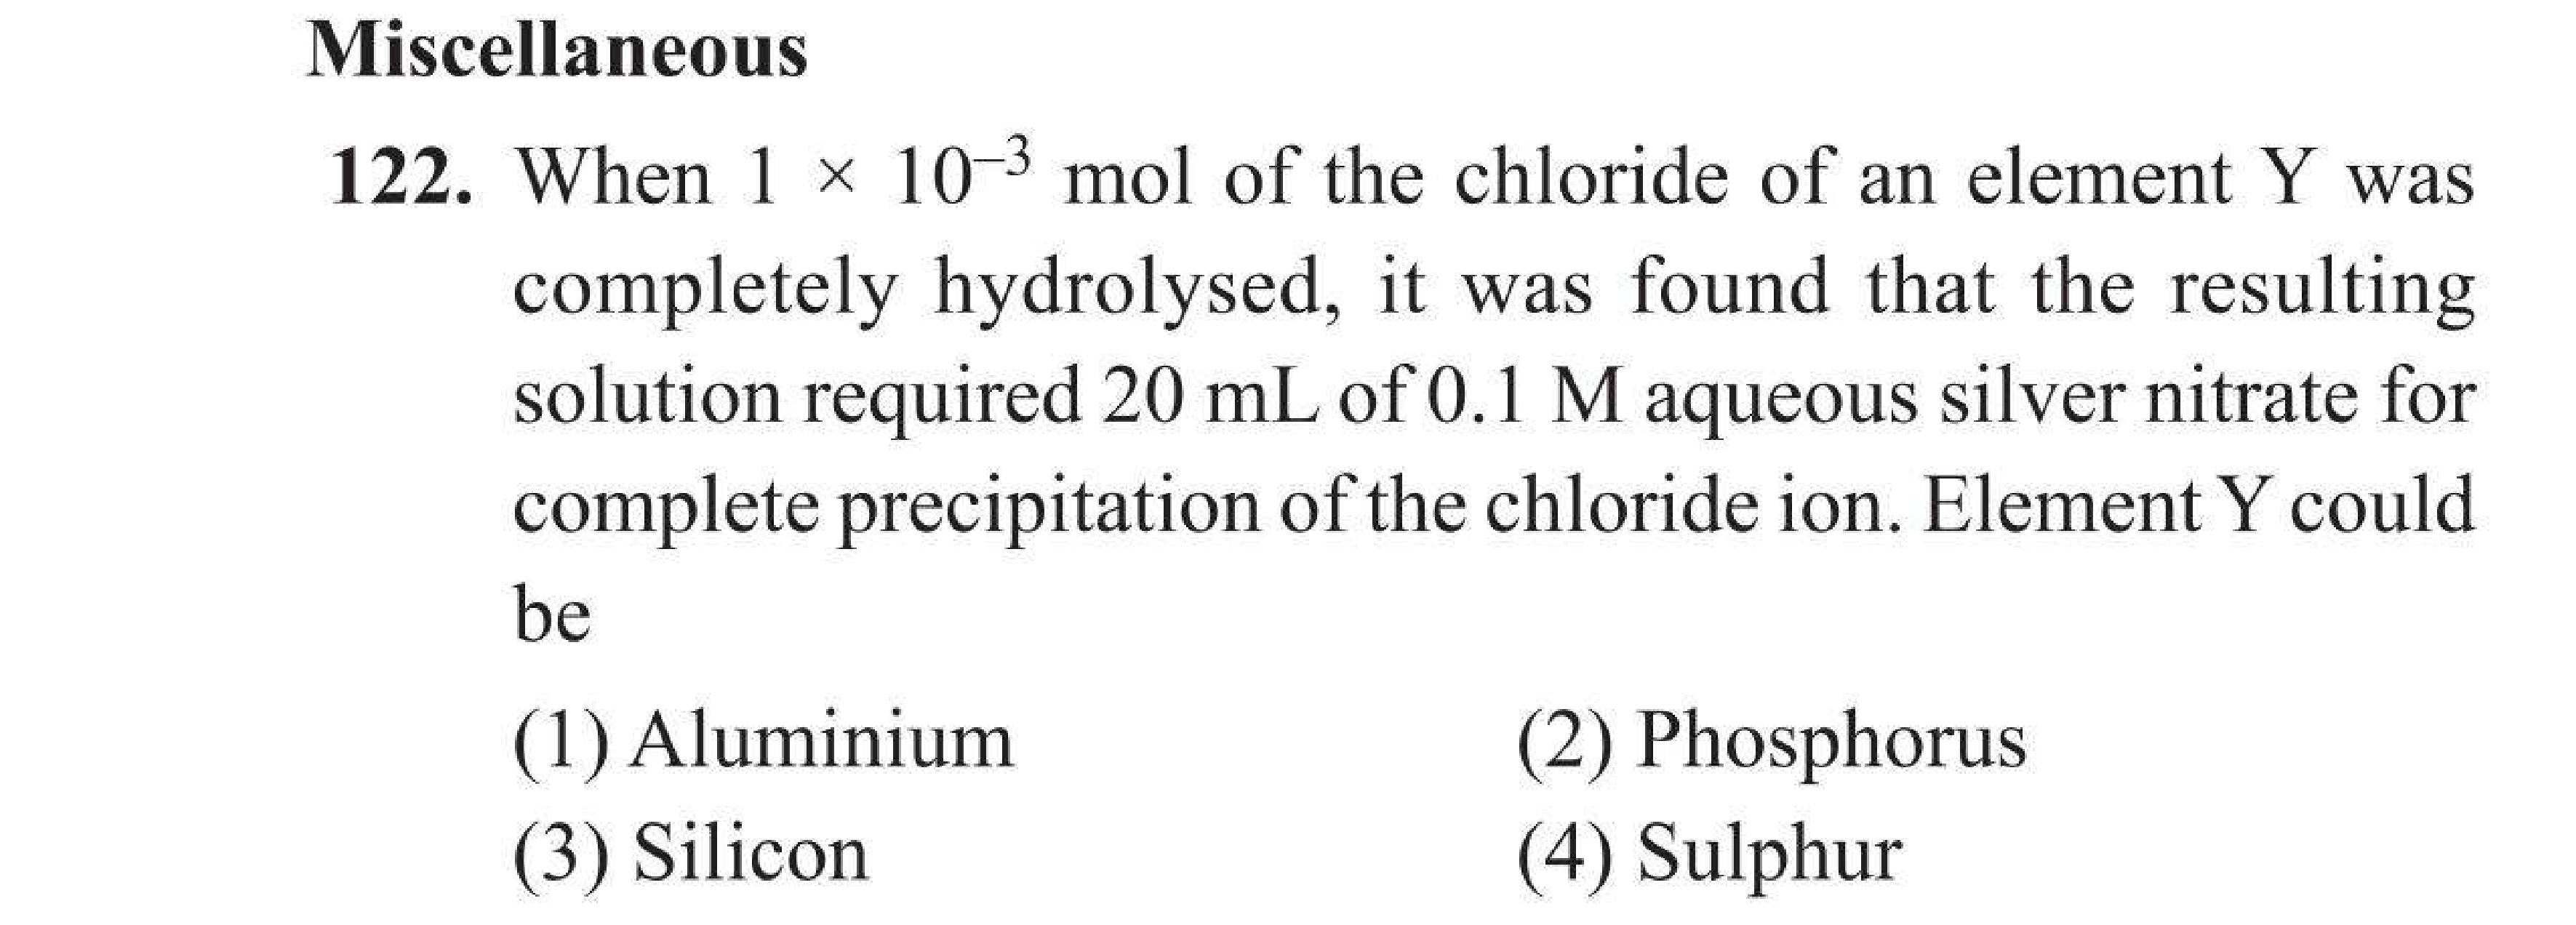 Miscellaneous
122. When 1 × 10⁻³ mol of the chloride of an element Y was
completely hydrolysed, it was found that the resulting
solution required 20 mL of 0.1 M aqueous silver nitrate for
complete precipitation of the chloride ion. Element Y could
be
(1) Aluminium (2) Phosphorus
(3) Silicon (4) Sulphur